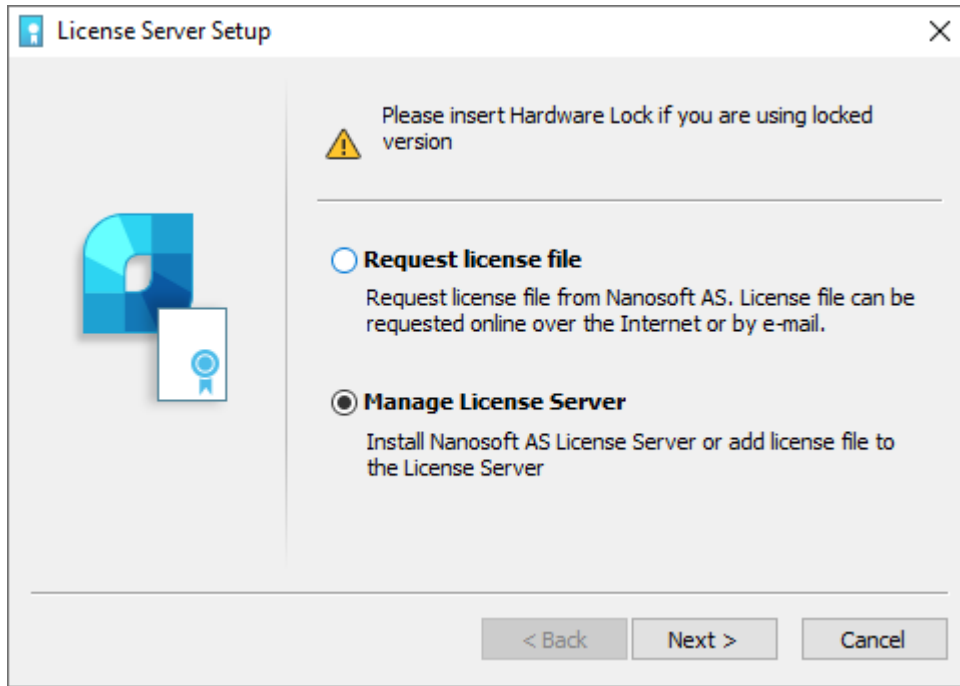 License Server Setup
Please insert Hardware Lock if you are using locked
version
Request license file
Request license file from Nanosoft AS. License file can be
requested online over the Internet or by e-mail.
Manage License Server
Install Nanosoft AS License Server or add license file to
the License Server
< Back
Next >
Cancel